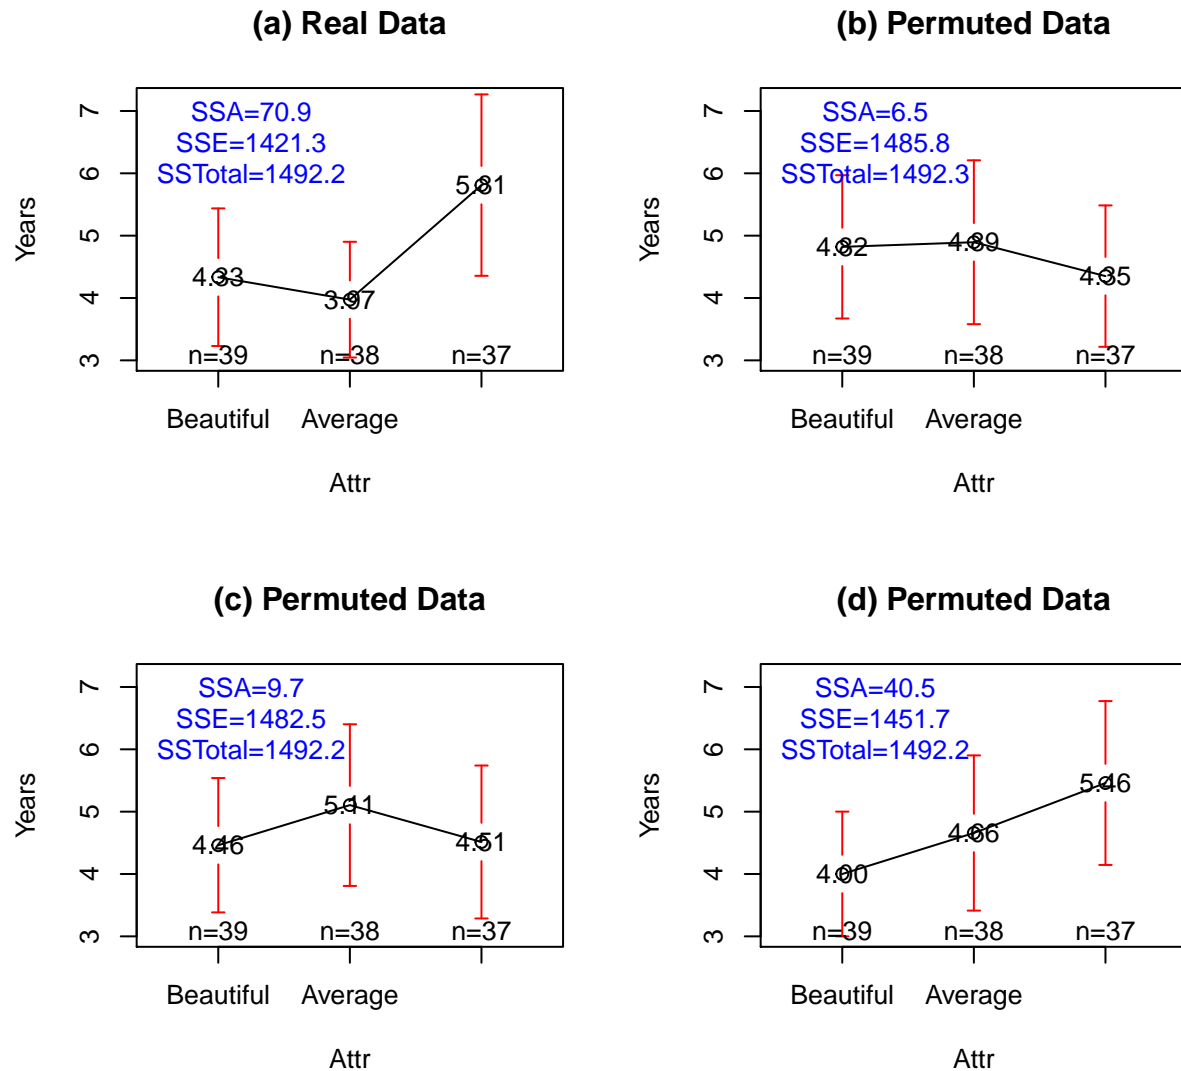 (a) Real Data
SSA=70.9
SSE=1421.3
SSTotal=1492.2
7
6
5
4
3
Years
4.33
3.97
5.81
n=39
n=38
n=37
Beautiful
Average
Attr
(b) Permuted Data
SSA=6.5
SSE=1485.8
SSTotal=1492.3
7
6
5
4
3
Years
4.82
4.89
4.35
n=39
n=38
n=37
Beautiful
Average
Attr
(c) Permuted Data
SSA=9.7
SSE=1482.5
SSTotal=1492.2
7
6
5
4
3
Years
4.46
5.11
4.51
n=39
n=38
n=37
Beautiful
Average
Attr
(d) Permuted Data
SSA=40.5
SSE=1451.7
SSTotal=1492.2
7
6
5
4
3
Years
4.00
4.66
5.46
n=39
n=38
n=37
Beautiful
Average
Attr